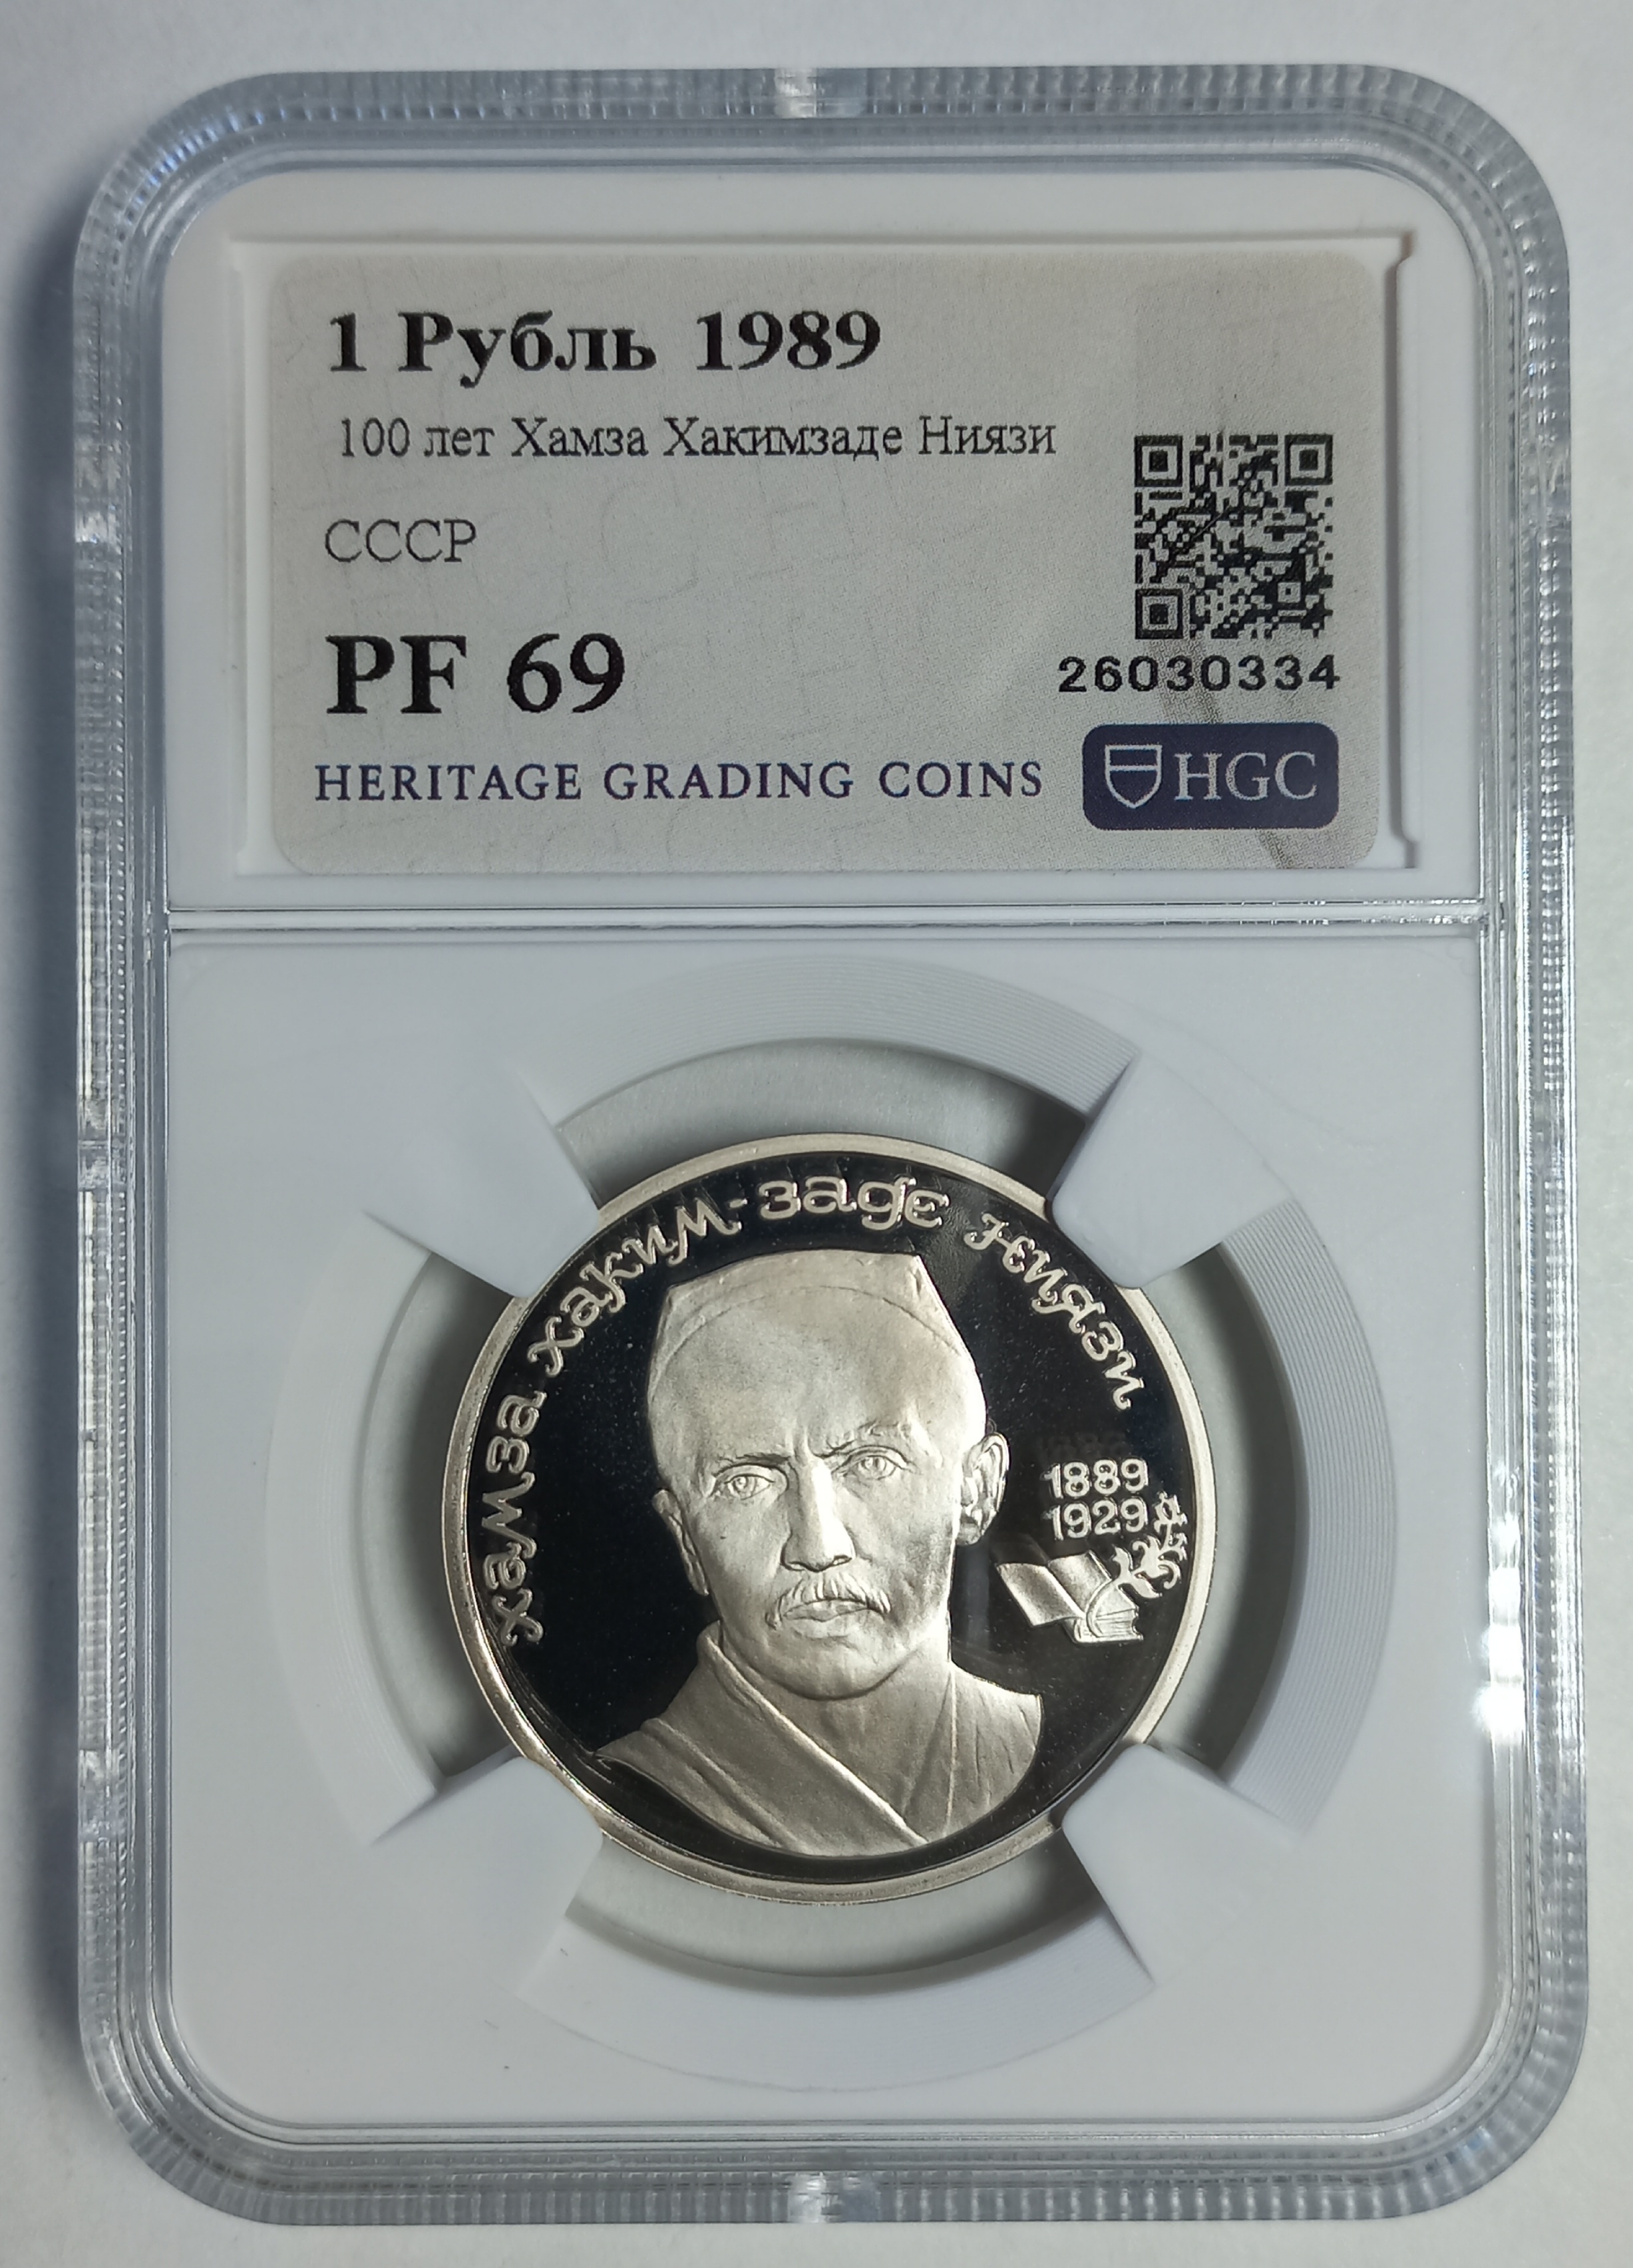 1 Рубль 1989
100 лет Хамза Хакимзаде Ниязи
СССР
PF 69
26030334
HERITAGE GRADING COINS
HGC
хамза хаким-заде ниязи
1889
1929